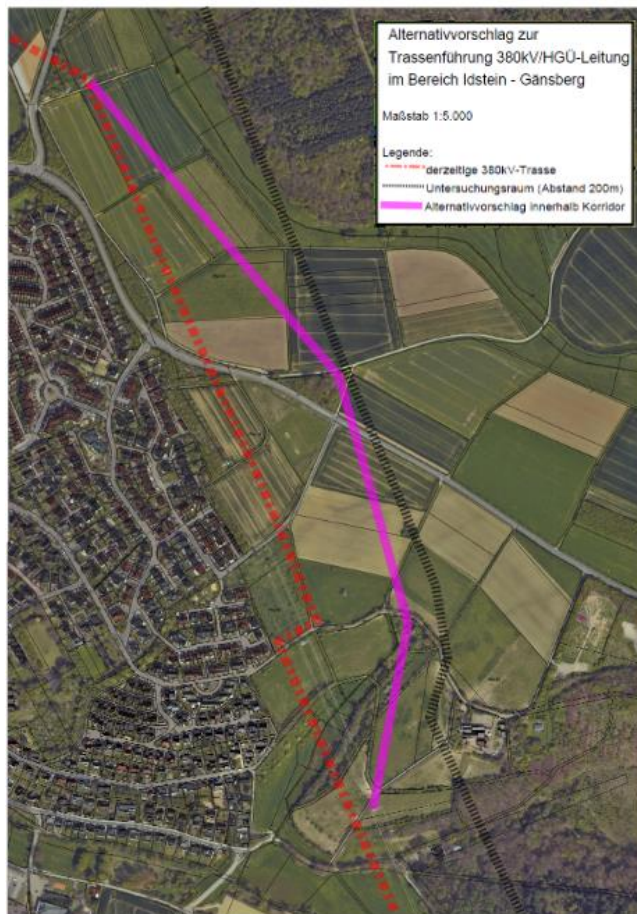 Alternativvorschlag zur
Trassenführung 380kV/HGÜ-Leitung
im Bereich Idstein - Gänsberg
Maßstab 1:5.000
Legende:
derzeitige 380kV-Trasse
Untersuchungsraum (Abstand 200m)
Alternativvorschlag innerhalb Korridor